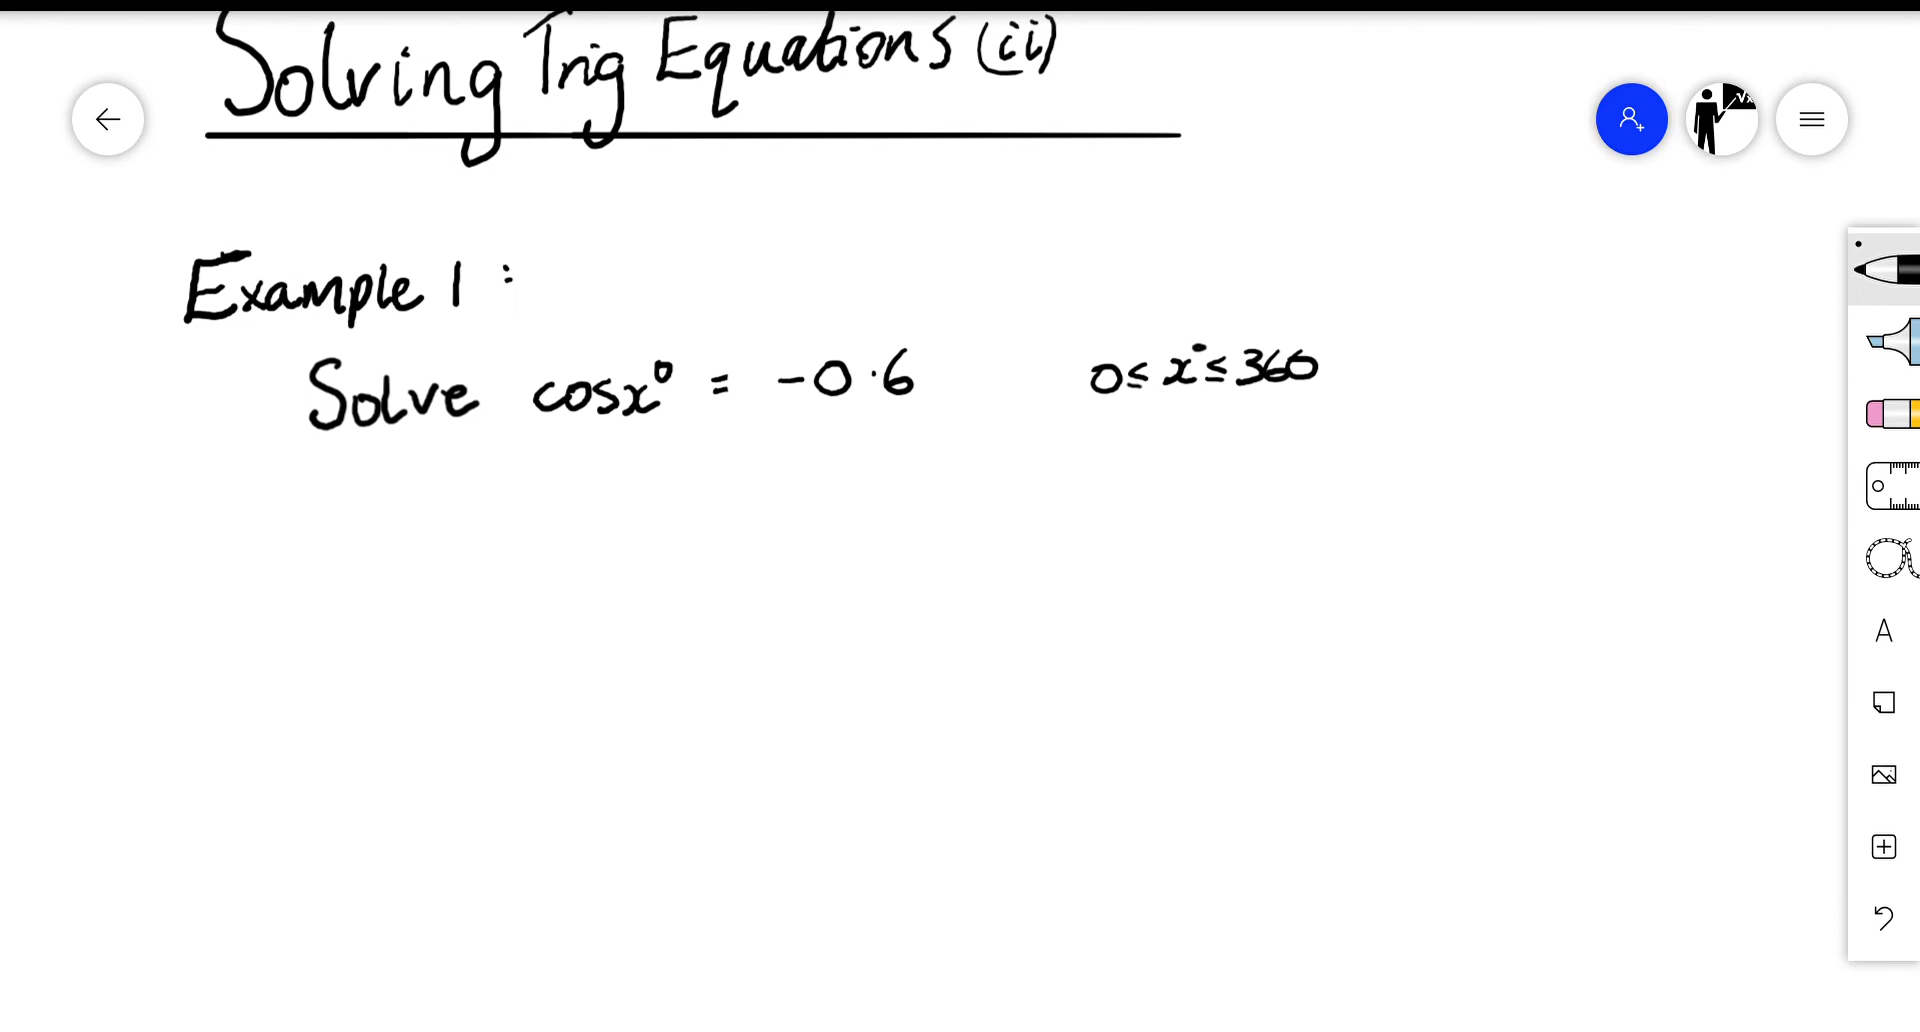 Solving Trig Equations (ii)
Example 1 :
Solve cosx° = -0.6 0 ≤ x° ≤ 360
A